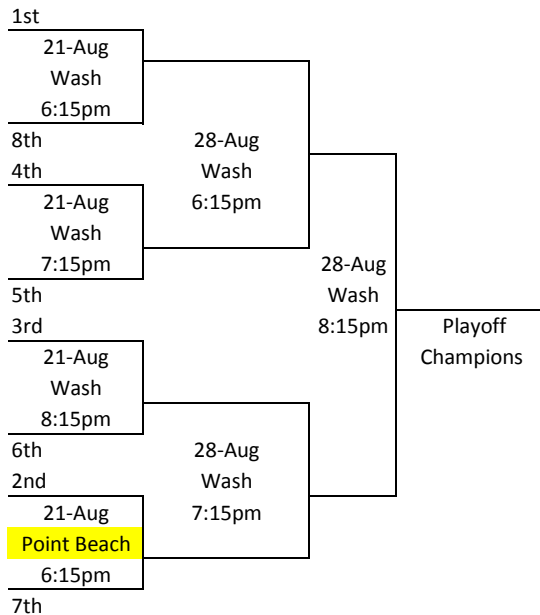 1st
21-Aug
Wash
6:15pm
8th
4th
21-Aug
Wash
7:15pm
5th
3rd
21-Aug
Wash
8:15pm
6th
2nd
21-Aug
Point Beach
6:15pm
7th
28-Aug
Wash
6:15pm
28-Aug
Wash
7:15pm
28-Aug
Wash
8:15pm
Playoff
Champions